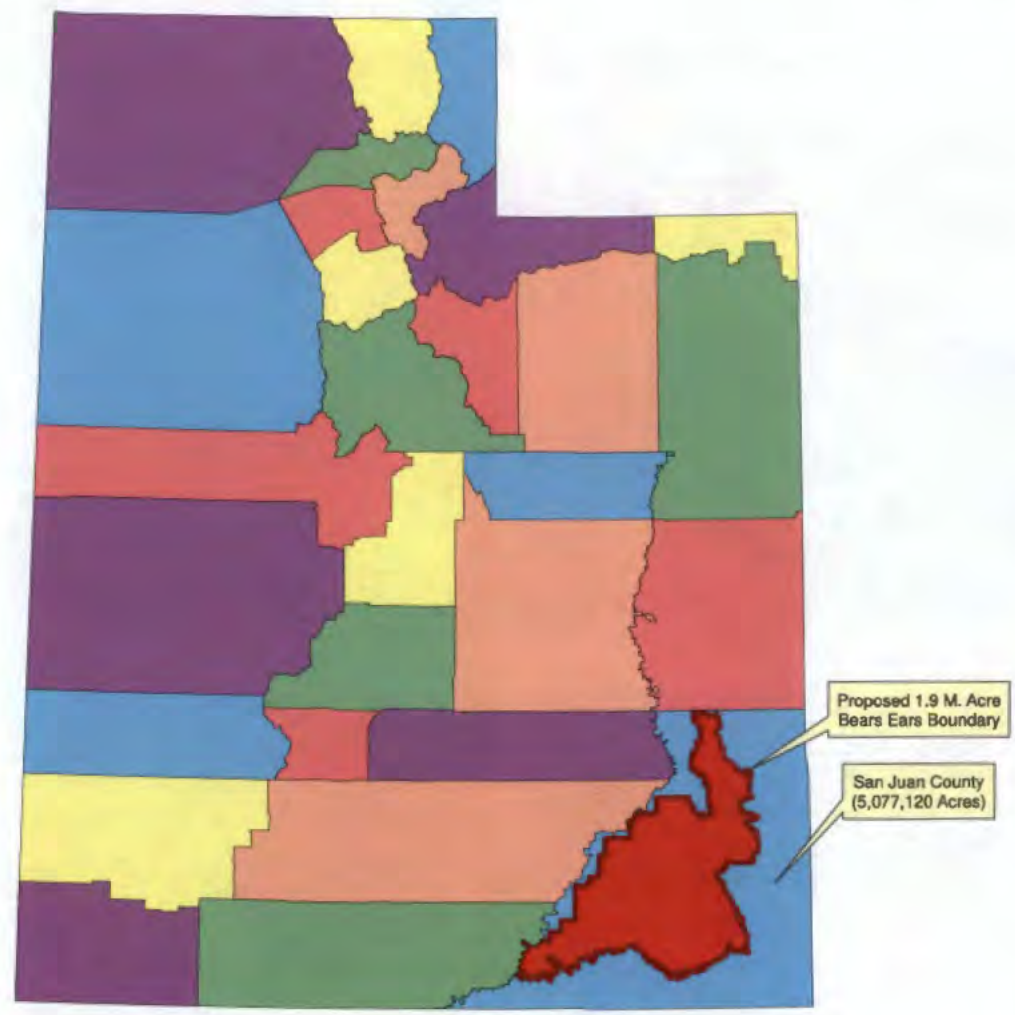 Proposed 1.9 M. Acre
Bears Ears Boundary
San Juan County
(5,077,120 Acres)